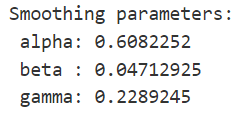 Smoothing parameters:
alpha: 0.6082252
beta : 0.04712925
gamma: 0.2289245